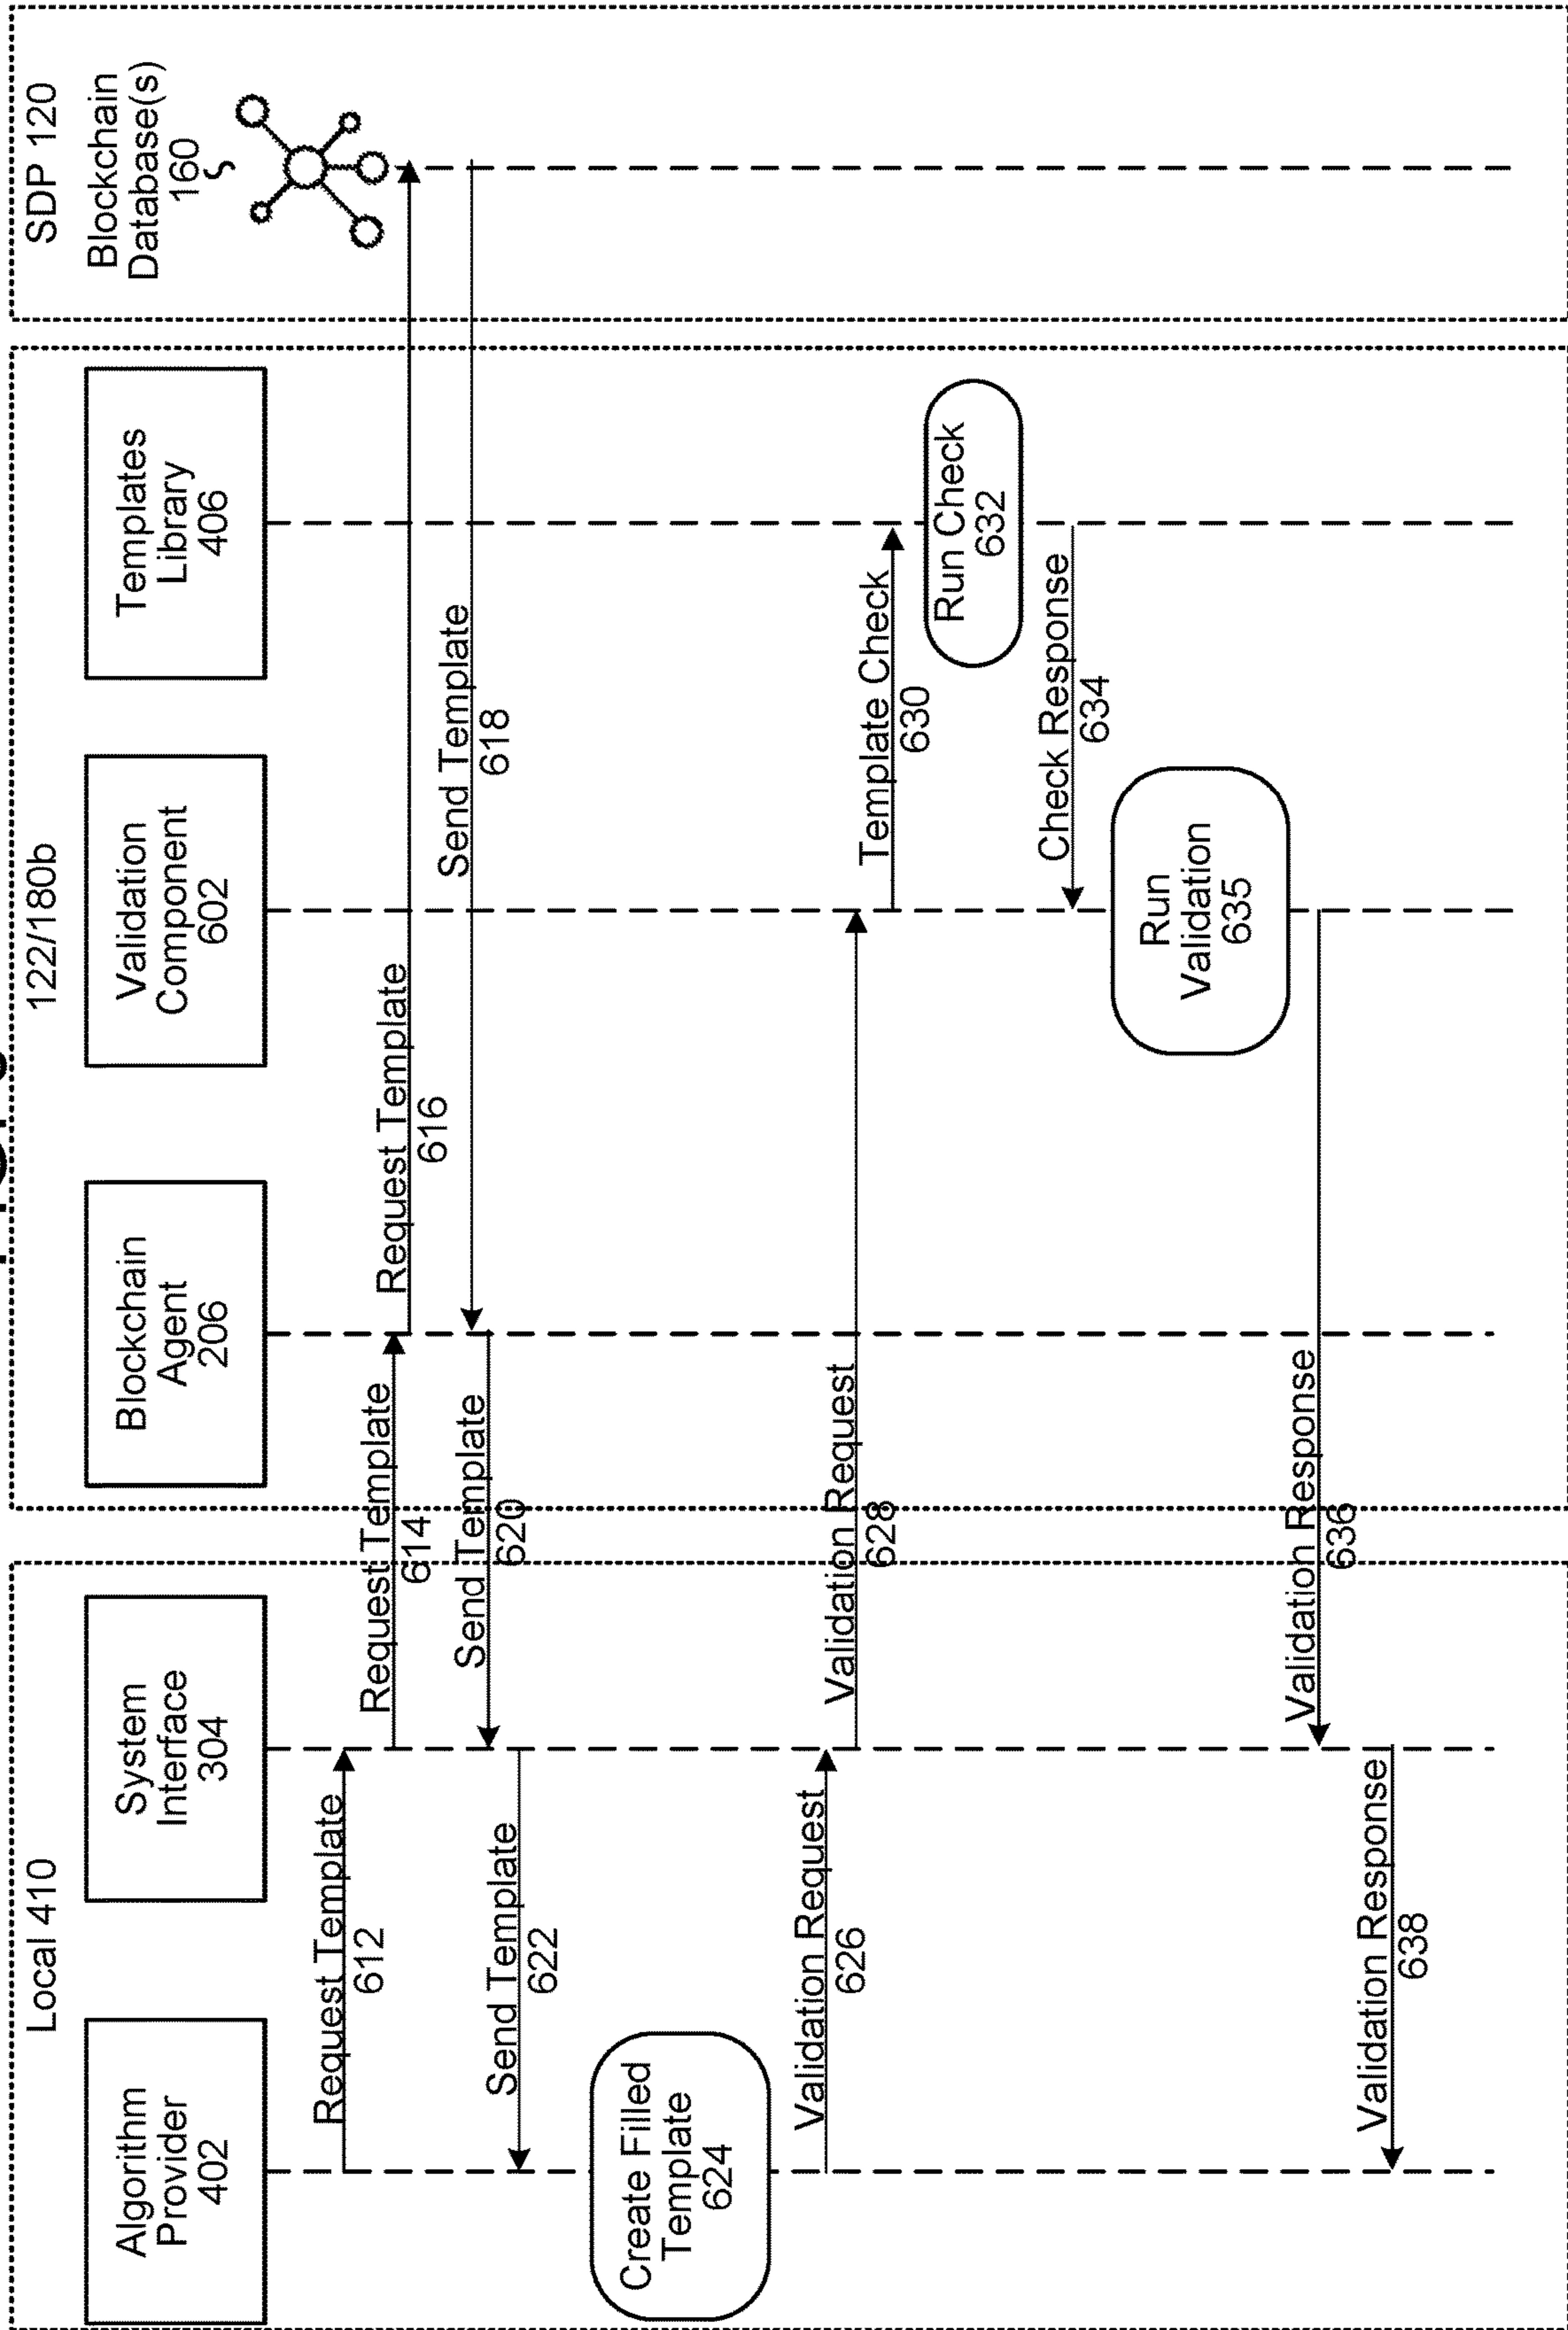 Local 410
122/180b
SDP 120
Algorithm
Provider
402
System
Interface
304
Blockchain
Agent
206
Validation
Component
602
Templates
Library
406
Blockchain
Database(s)
160
Request Template
612
Request Template
614
Request Template
616
Send Template
618
Send Template
620
Send Template
622
Create Filled
Template
624
Validation Request
626
Validation Request
628
Template Check
630
Run Check
632
Check Response
634
Run
Validation
635
Validation Response
636
Validation Response
638